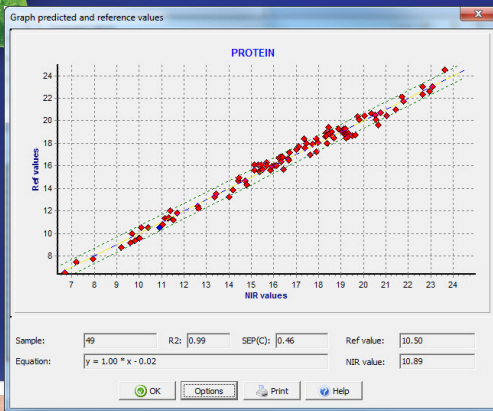 Graph predicted and reference values
PROTEIN
24
22
20
18
16
14
12
10
8
Ref values
7 8 9 10 11 12 13 14 15 16 17 18 19 20 21 22 23 24
NIR values
Sample: 49 R2: 0.99 SEP(C): 0.46 Ref value: 10.50
Equation: y = 1.00 * x - 0.02 NIR value: 10.89
OK Options Print Help